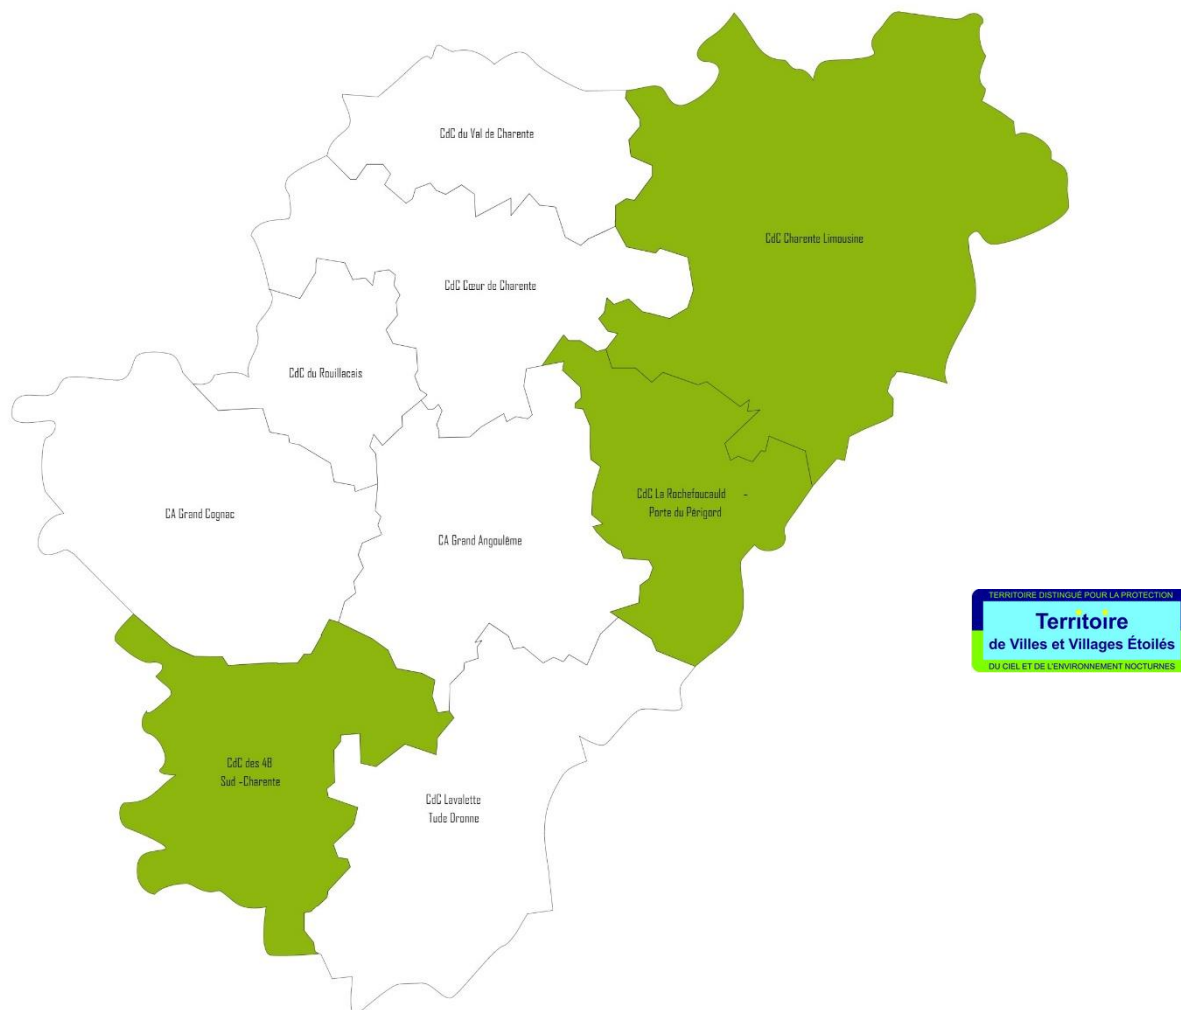 CdC du Val de Charente
CdC Charente Limousine
CdC Cœur de Charente
CdC du Rouillacais
CdC La Rochefoucauld -
Porte du Périgord
CA Grand Cognac
CA Grand Angoulême
TERRITOIRE DISTINGUÉ POUR LA PROTECTION
Territoire
de Villes et Villages Étoilés
DU CIEL ET DE L'ENVIRONNEMENT NOCTURNES
CdC des 4B
Sud -Charente
CdC Lavalette
Tude Dronne